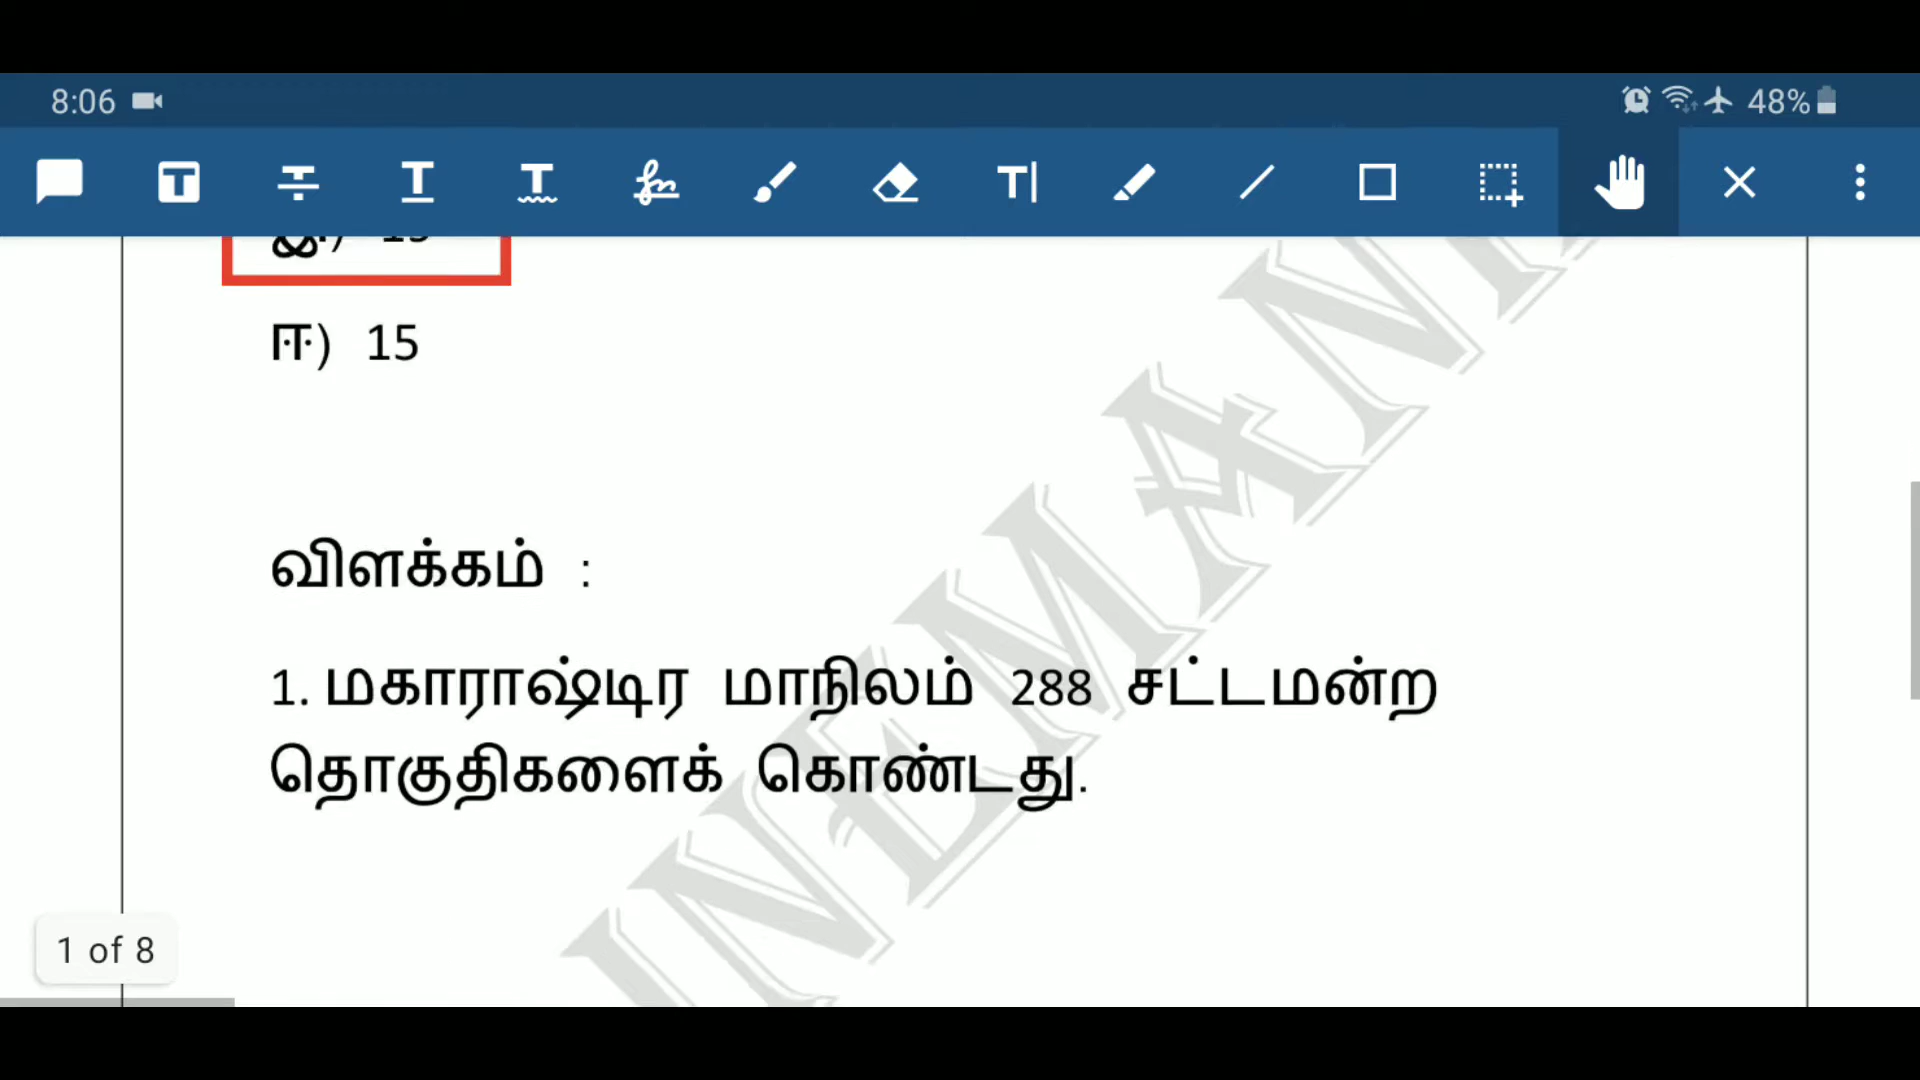 8:06
48%
ஈ) 15
விளக்கம் :
1. மகாராஷ்டிர மாநிலம் 288 சட்டமன்ற
தொகுதிகளைக் கொண்டது.
1 of 8